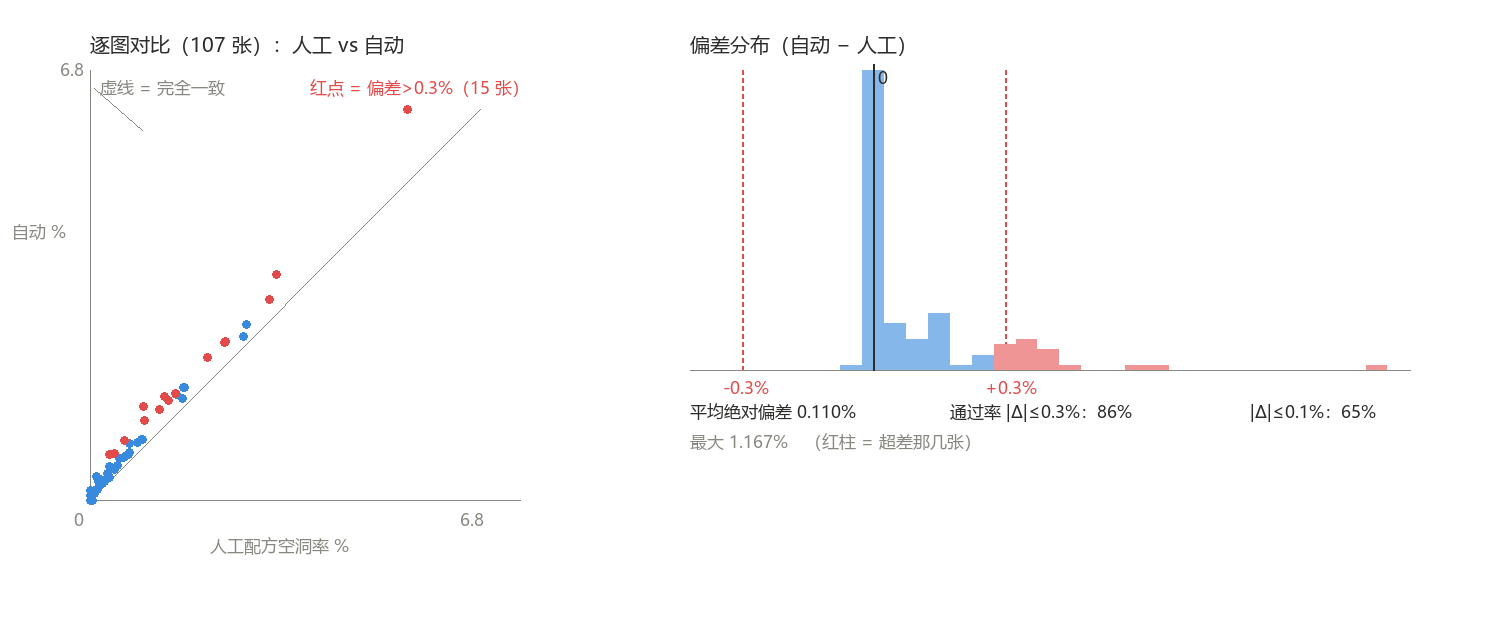 逐图对比（107 张）：人工 vs 自动
6.8
虚线 = 完全一致
红点 = 偏差>0.3%（15 张）
自动 %
0
6.8
人工配方空洞率 %
偏差分布（自动 − 人工）
0
-0.3%
+0.3%
平均绝对偏差 0.110%
通过率 |Δ|≤0.3%：86%
|Δ|≤0.1%：65%
最大 1.167% （红柱 = 超差那几张）